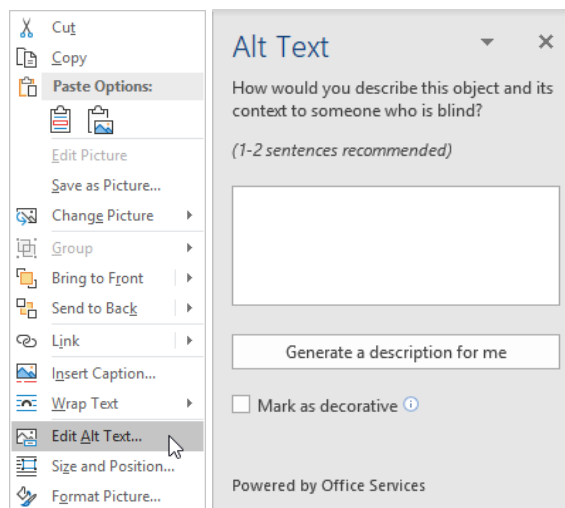 Cut
Copy
Paste Options:
Edit Picture
Save as Picture...
Change Picture
Group
Bring to Front
Send to Back
Link
Insert Caption...
Wrap Text
Edit Alt Text...
Size and Position...
Format Picture...
Alt Text
How would you describe this object and its
context to someone who is blind?
(1-2 sentences recommended)
Generate a description for me
Mark as decorative
Powered by Office Services